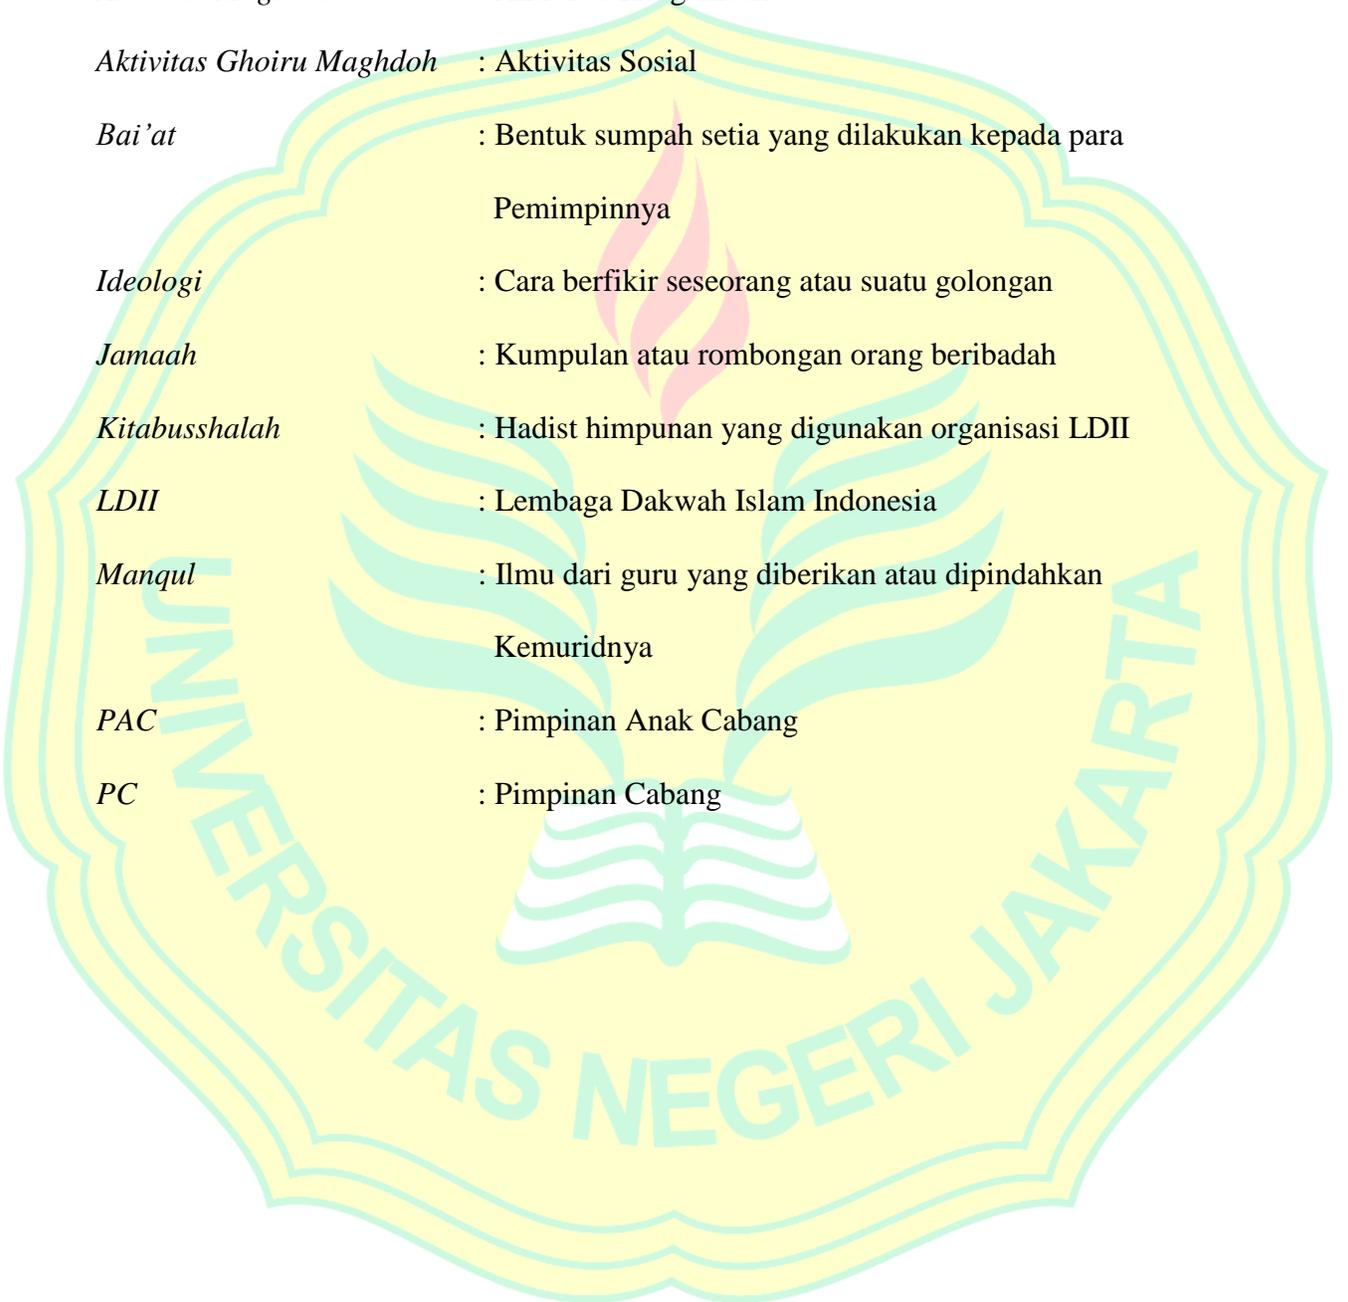 Aktivitas Ghoiru Maghdoh : Aktivitas Sosial
Bai’at : Bentuk sumpah setia yang dilakukan kepada para
Pemimpinnya
Ideologi : Cara berfikir seseorang atau suatu golongan
Jamaah : Kumpulan atau rombongan orang beribadah
Kitabusshalah : Hadist himpunan yang digunakan organisasi LDII
LDII : Lembaga Dakwah Islam Indonesia
Manqul : Ilmu dari guru yang diberikan atau dipindahkan
Kemuridnya
PAC : Pimpinan Anak Cabang
PC : Pimpinan Cabang
UNIVERSITAS NEGERI JAKARTA